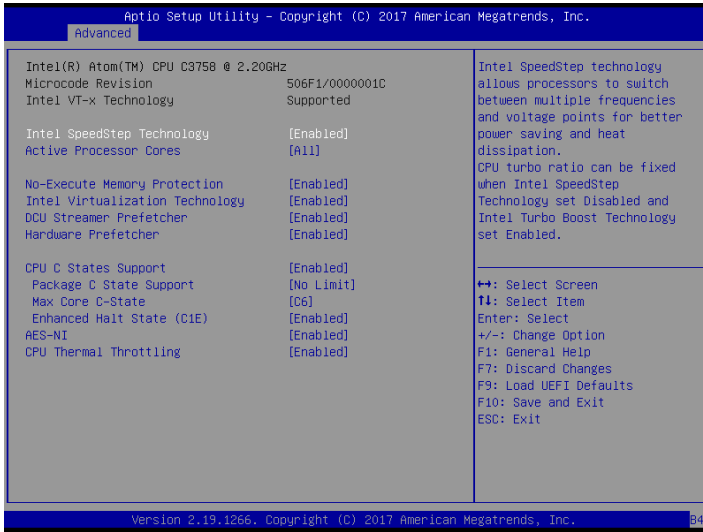 Aptio Setup Utility – Copyright (C) 2017 American Megatrends, Inc.
Advanced
Intel(R) Atom(TM) CPU C3758 @ 2.20GHz
Microcode Revision 506F1/0000001C
Intel VT-x Technology Supported
Intel SpeedStep Technology [Enabled]
Active Processor Cores [All]
No-Execute Memory Protection [Enabled]
Intel Virtualization Technology [Enabled]
DCU Streamer Prefetcher [Enabled]
Hardware Prefetcher [Enabled]
CPU C States Support [Enabled]
Package C State Support [No Limit]
Max Core C-State [C6]
Enhanced Halt State (C1E) [Enabled]
AES-NI [Enabled]
CPU Thermal Throttling [Enabled]
Intel SpeedStep technology
allows processors to switch
between multiple frequencies
and voltage points for better
power saving and heat
dissipation.
CPU turbo ratio can be fixed
when Intel SpeedStep
Technology set Disabled and
Intel Turbo Boost Technology
set Enabled.
↔: Select Screen
↑↓: Select Item
Enter: Select
+/-: Change Option
F1: General Help
F7: Discard Changes
F9: Load UEFI Defaults
F10: Save and Exit
ESC: Exit
Version 2.19.1266. Copyright (C) 2017 American Megatrends, Inc.
B4